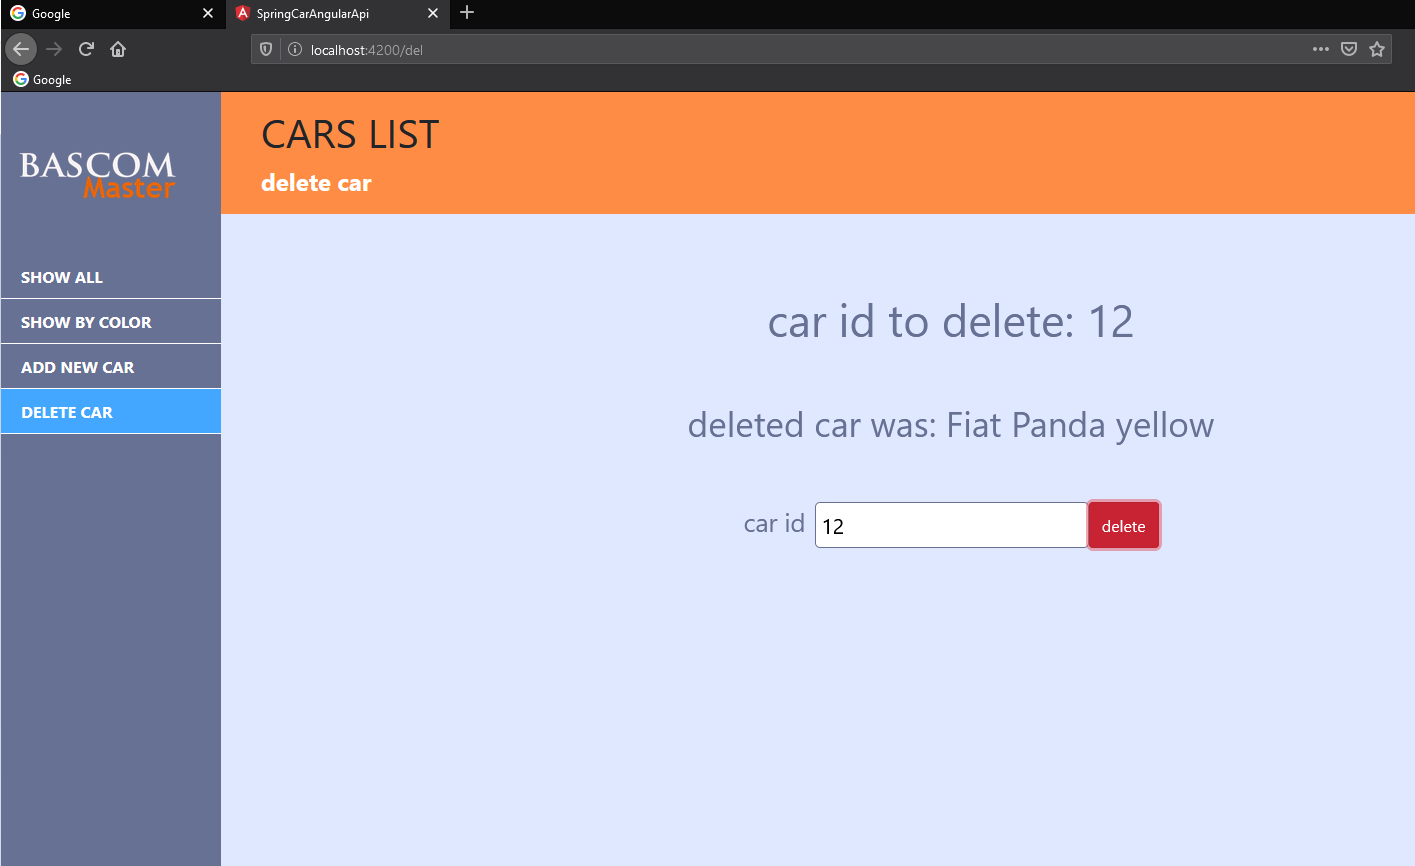 Google
SpringCarAngularApi
localhost:4200/del
Google
BASCOM
Master
SHOW ALL
SHOW BY COLOR
ADD NEW CAR
DELETE CAR
CARS LIST
delete car
car id to delete: 12
deleted car was: Fiat Panda yellow
car id 12 delete